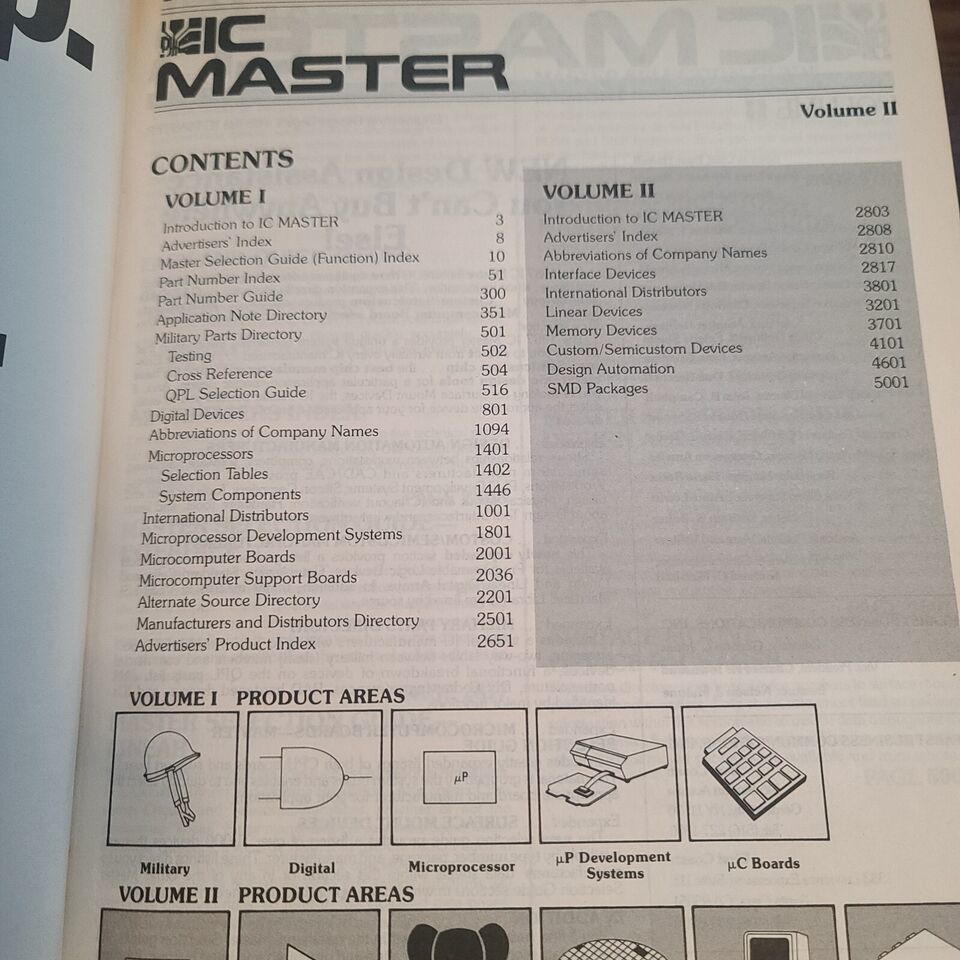 IC
MASTER
Volume II
CONTENTS
VOLUME I
Introduction to IC MASTER 3
Advertisers' Index 8
Master Selection Guide (Function) Index 10
Part Number Index 51
Part Number Guide 300
Application Note Directory 351
Military Parts Directory 501
Testing 502
Cross Reference 504
QPL Selection Guide 516
Digital Devices 801
Abbreviations of Company Names 1094
Microprocessors 1401
Selection Tables 1402
System Components 1446
International Distributors 1001
Microprocessor Development Systems 1801
Microcomputer Boards 2001
Microcomputer Support Boards 2036
Alternate Source Directory 2201
Manufacturers and Distributors Directory 2501
Advertisers' Product Index 2651
VOLUME II
Introduction to IC MASTER 2803
Advertisers' Index 2808
Abbreviations of Company Names 2810
Interface Devices 2817
International Distributors 3801
Linear Devices 3201
Memory Devices 3701
Custom/Semicustom Devices 4101
Design Automation 4601
SMD Packages 5001
VOLUME I PRODUCT AREAS
µP
Military
Digital
Microprocessor
µP Development
Systems
µC Boards
VOLUME II PRODUCT AREAS